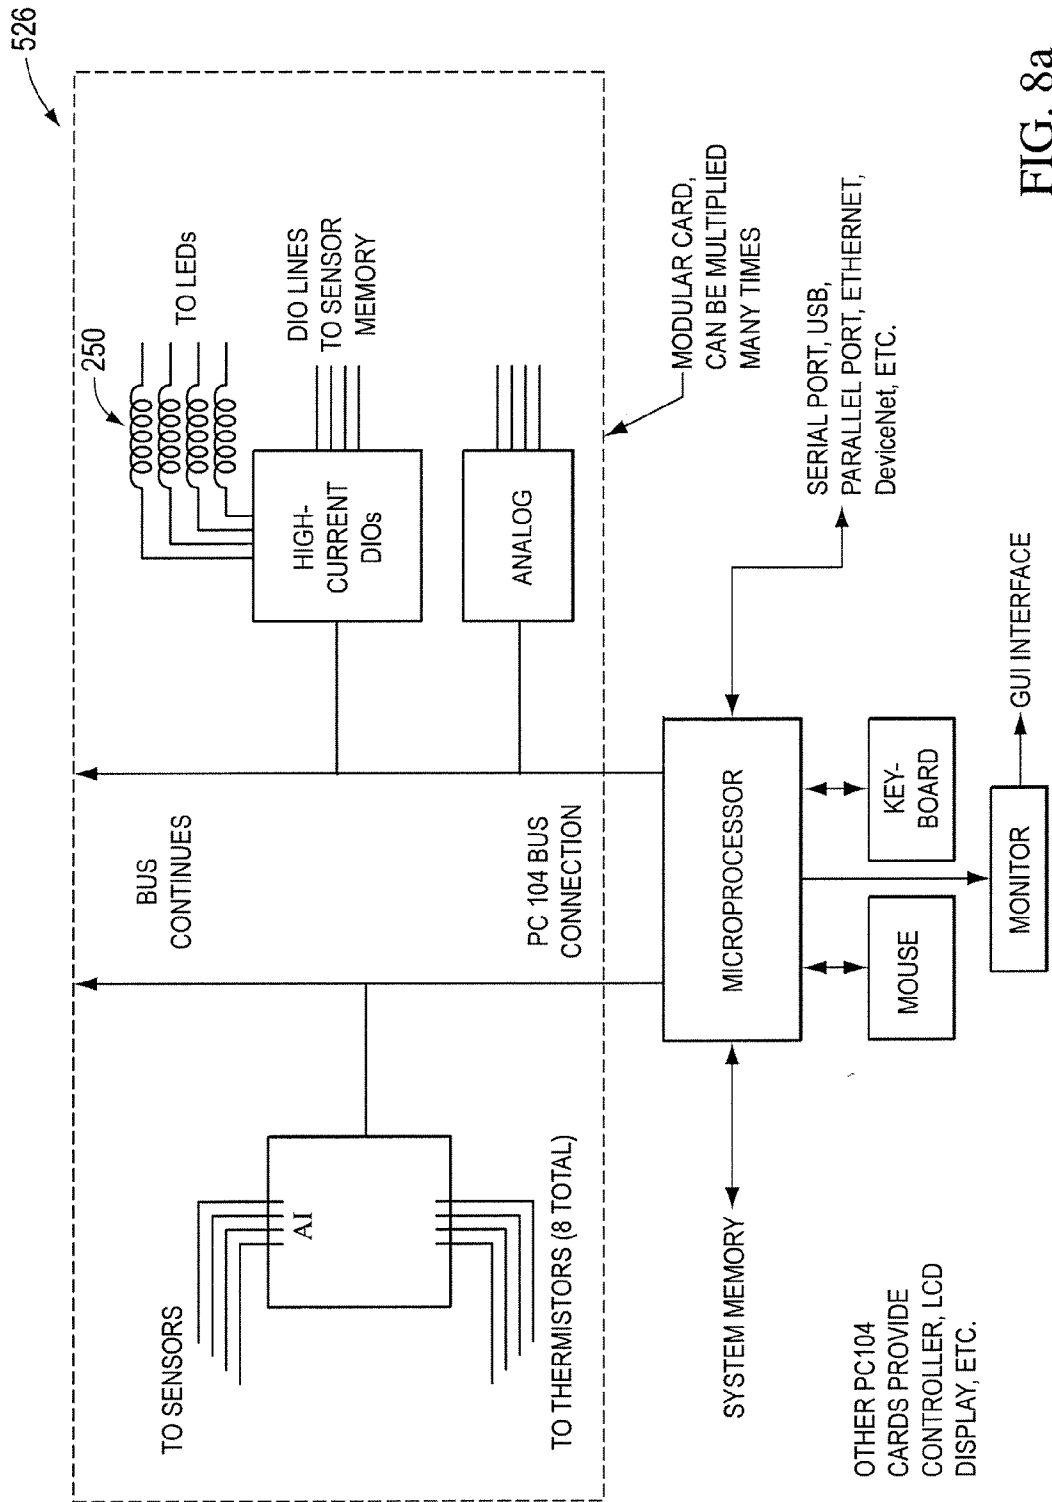 526
250
TO LEDs
DIO LINES
TO SENSOR
MEMORY
HIGH-
CURRENT
DIOs
ANALOG
MODULAR CARD,
CAN BE MULTIPLIED
MANY TIMES
BUS
CONTINUES
PC 104 BUS
CONNECTION
TO SENSORS
AI
TO THERMISTORS (8 TOTAL)
MICROPROCESSOR
SYSTEM MEMORY
SERIAL PORT, USB,
PARALLEL PORT, ETHERNET,
DeviceNet, ETC.
MOUSE
KEY-
BOARD
MONITOR
GUI INTERFACE
OTHER PC104
CARDS PROVIDE
CONTROLLER, LCD
DISPLAY, ETC.
FIG. 8a